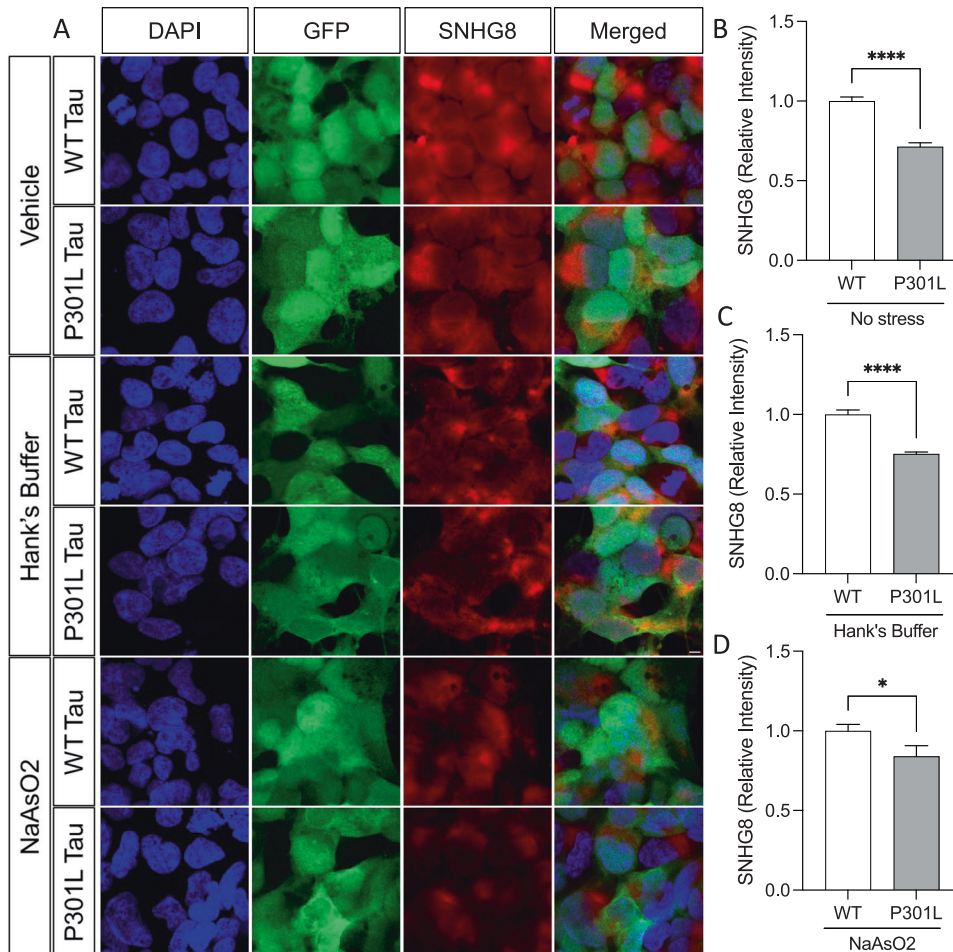 A
DAPI
GFP
SNHG8
Merged
Vehicle
WT Tau
P301L Tau
Hank's Buffer
WT Tau
P301L Tau
NaAsO2
WT Tau
P301L Tau
B
SNHG8 (Relative Intensity)
1.5
1.0
0.5
0.0
****
WT
P301L
No stress
C
SNHG8 (Relative Intensity)
1.5
1.0
0.5
0.0
****
WT
P301L
Hank's Buffer
D
SNHG8 (Relative Intensity)
1.5
1.0
0.5
0.0
*
WT
P301L
NaAsO2